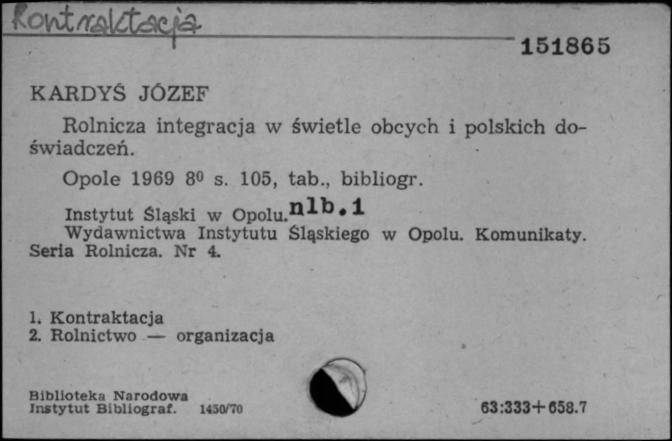 Kontraktacja
151865
KARDYŚ JÓZEF
Rolnicza integracja w świetle obcych i polskich do-
świadczeń.
Opole 1969 8⁰ s. 105, tab., bibliogr.
Instytut Śląski w Opolu. nlb. 1
Wydawnictwa Instytutu Śląskiego w Opolu. Komunikaty.
Seria Rolnicza. Nr 4.
1. Kontraktacja
2. Rolnictwo — organizacja
Biblioteka Narodowa
Instytut Bibliograf. 1450/70
63:333+658.7